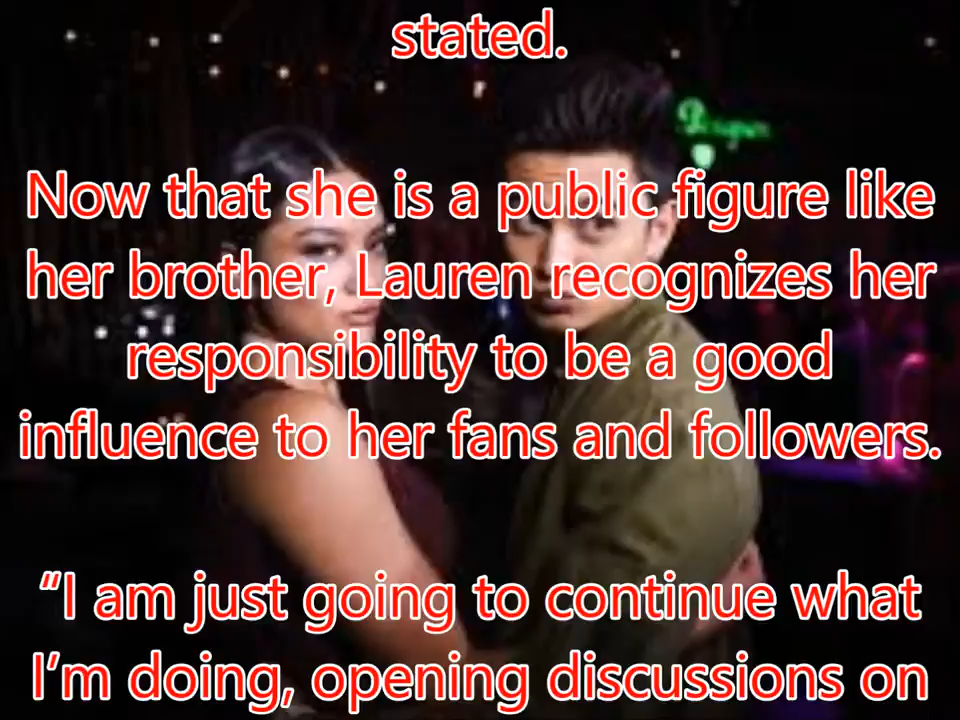 stated.
Now that she is a public figure like
her brother, Lauren recognizes her
responsibility to be a good
influence to her fans and followers.
“I am just going to continue what
I’m doing, opening discussions on